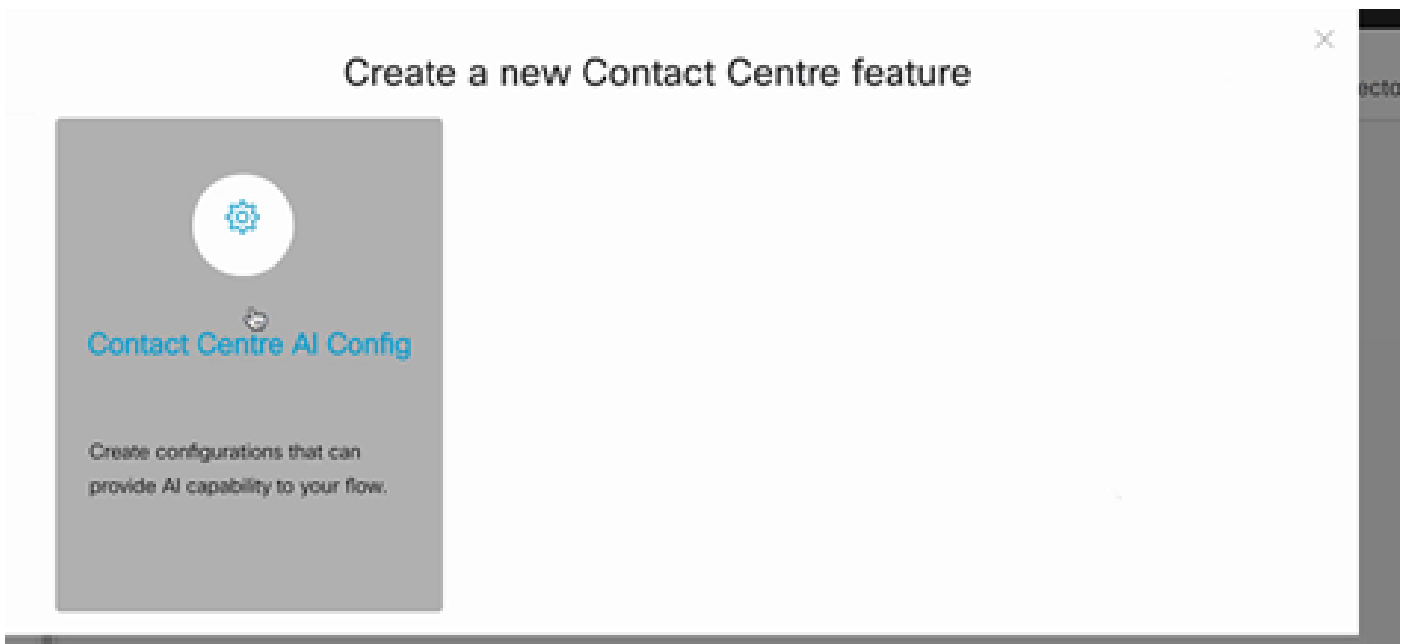 Create a new Contact Centre feature
ecto
Contact Centre AI Config
Create configurations that can
provide AI capability to your flow.